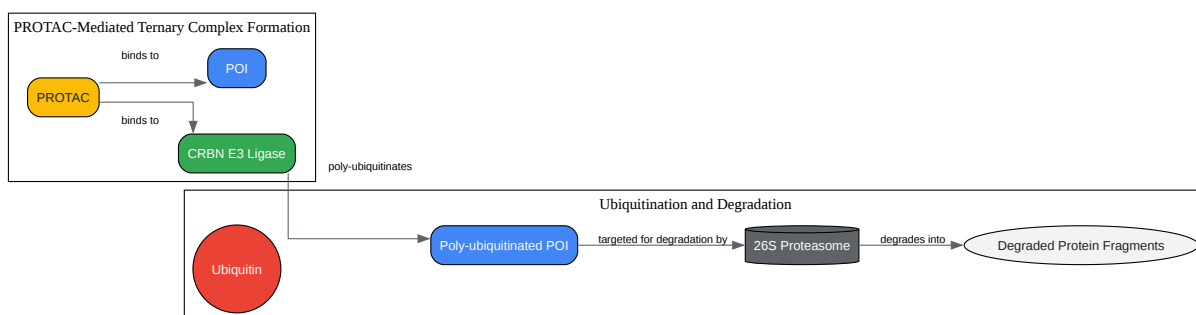 PROTAC-Mediated Ternary Complex Formation
binds to
POI
PROTAC
binds to
CRBN E3 Ligase
poly-ubiquitinates
Ubiquitination and Degradation
Ubiquitin
Poly-ubiquitinated POI
targeted for degradation by
26S Proteasome
degrades into
Degraded Protein Fragments